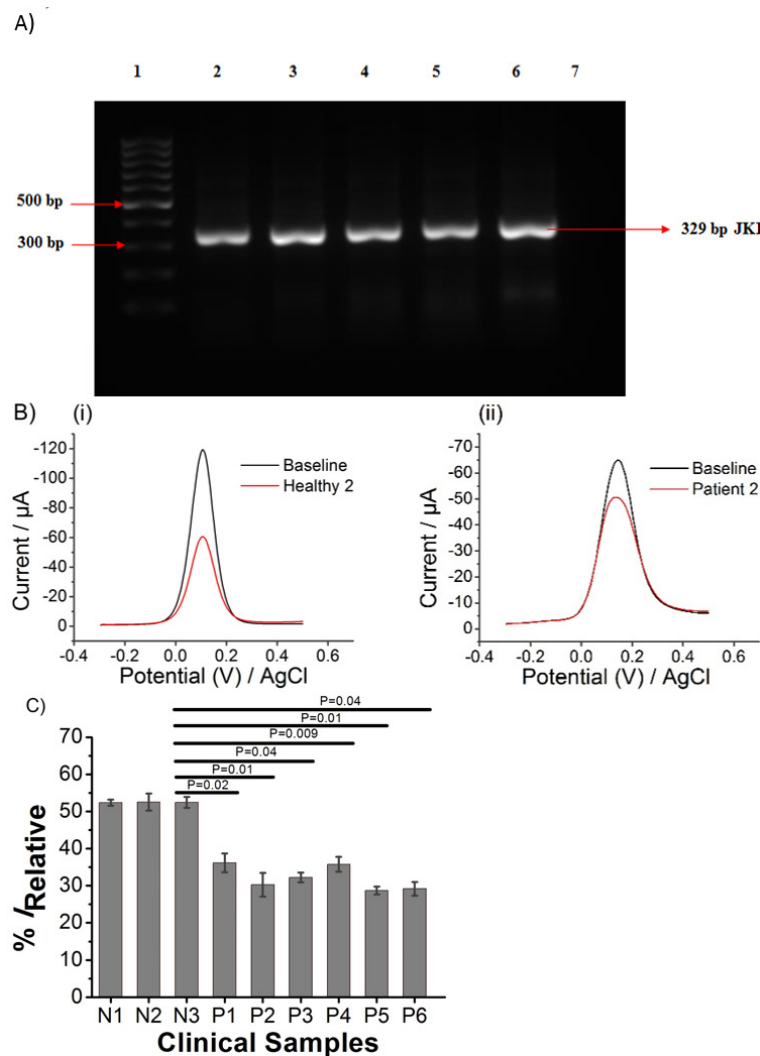 A)
1 2 3 4 5 6 7
500 bp
300 bp
329 bp JK1
B) (i) (ii)
-120
-100
-80
-60
-40
-20
0
Current / µA
Baseline
Healthy 2
-0.4 -0.2 0.0 0.2 0.4 0.6
Potential (V) / AgCl
-70
-60
-50
-40
-30
-20
-10
0
Current / µA
Baseline
Patient 2
-0.4 -0.2 0.0 0.2 0.4 0.6
Potential (V) / AgCl
C)
P=0.04
P=0.01
P=0.009
P=0.04
P=0.01
P=0.02
70
60
50
40
30
20
10
0
% IRelative
N1 N2 N3 P1 P2 P3 P4 P5 P6
Clinical Samples